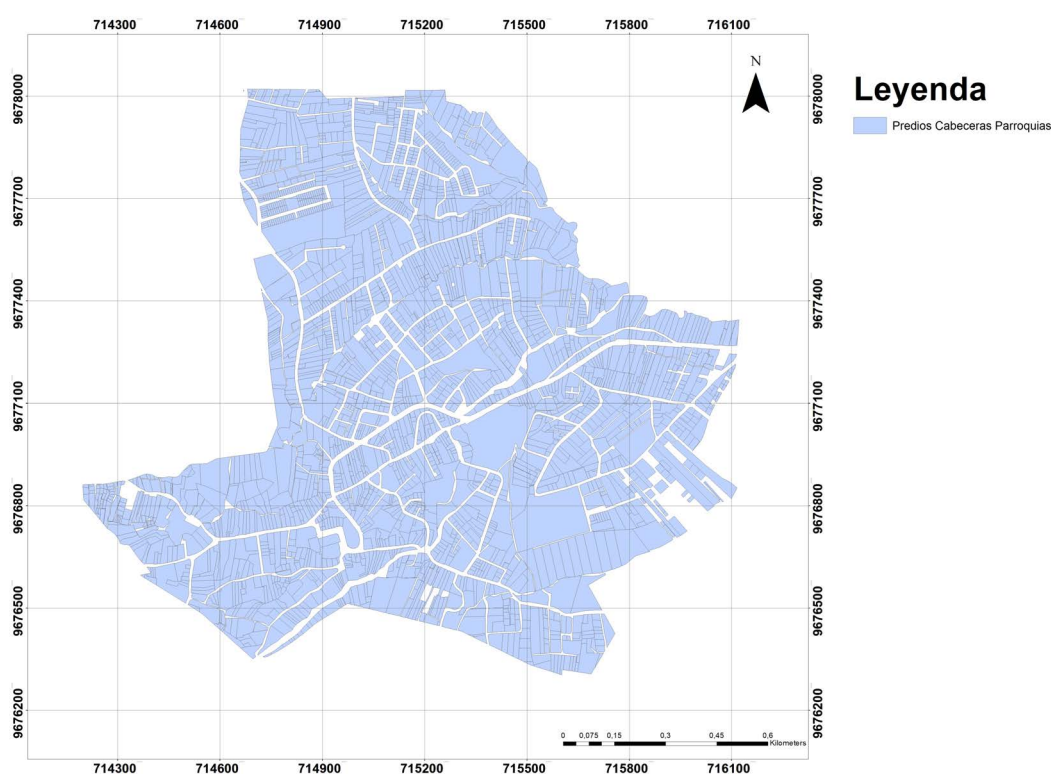 714300 714600 714900 715200 715500 715800 716100
N
Leyenda
Predios Cabeceras Parroquias
9678000 9678000
9677700 9677700
9677400 9677400
9677100 9677100
9676800 9676800
9676500 9676500
9676200 9676200
0 0,075 0,15 0,3 0,45 0,6
Kilometers
714300 714600 714900 715200 715500 715800 716100